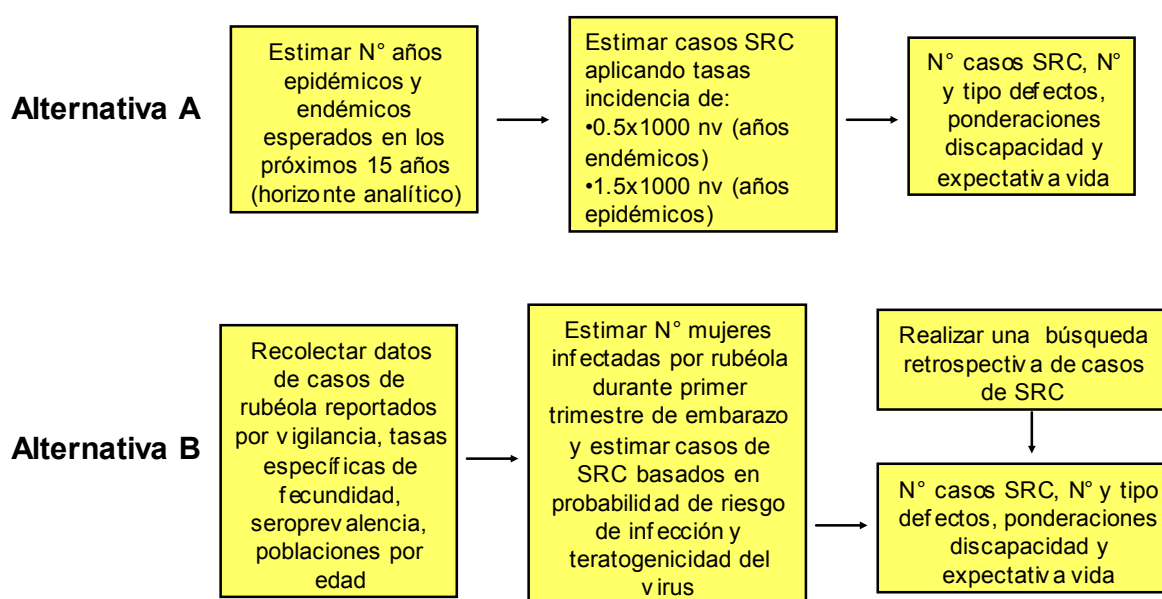 Alternativa A
Estimar N° años
epidémicos y
endémicos
esperados en los
próximos 15 años
(horizonte analítico)
Estimar casos SRC
aplicando tasas
incidencia de:
•0.5x1000 nv (años
endémicos)
•1.5x1000 nv (años
epidémicos)
N° casos SRC, N°
y tipo defectos,
ponderaciones
discapacidad y
expectativa vida
Alternativa B
Recolectar datos
de casos de
rubéola reportados
por vigilancia, tasas
específicas de
fecundidad,
seroprevalencia,
poblaciones por
edad
Estimar N° mujeres
infectadas por rubéola
durante primer
trimestre de embarazo
y estimar casos de
SRC basados en
probabilidad de riesgo
de infección y
teratogenicidad del
virus
Realizar una búsqueda
retrospectiva de casos
de SRC
N° casos SRC, N° y tipo
defectos, ponderaciones
discapacidad y
expectativa vida